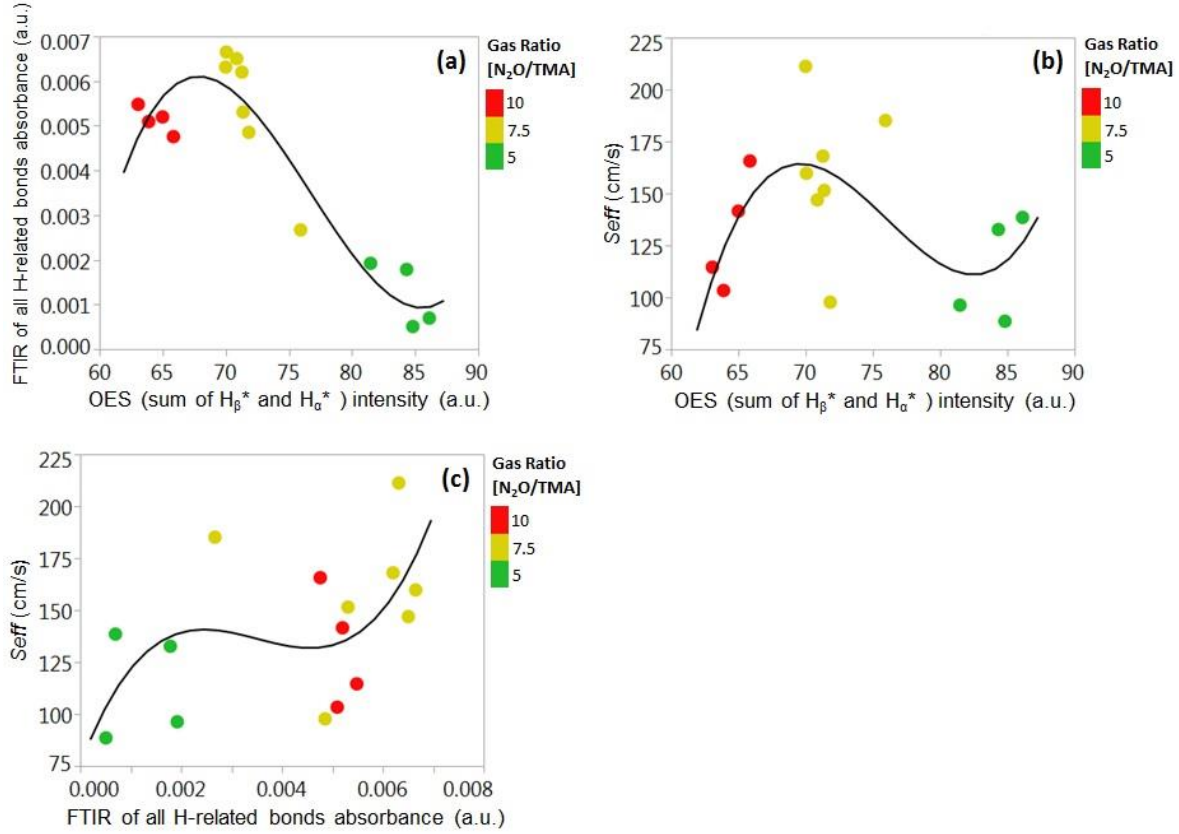 FTIR of all H-related bonds absorbance (a.u.)
0.007
0.006
0.005
0.004
0.003
0.002
0.001
0.000
(a)
60 65 70 75 80 85 90
OES (sum of Hβ* and Hα* ) intensity (a.u.)
Gas Ratio
[N₂O/TMA]
10
7.5
5
Seff (cm/s)
225
200
175
150
125
100
75
(b)
60 65 70 75 80 85 90
OES (sum of Hβ* and Hα* ) intensity (a.u.)
Gas Ratio
[N₂O/TMA]
10
7.5
5
Seff (cm/s)
225
200
175
150
125
100
75
(c)
0.000 0.002 0.004 0.006 0.008
FTIR of all H-related bonds absorbance (a.u.)
Gas Ratio
[N₂O/TMA]
10
7.5
5